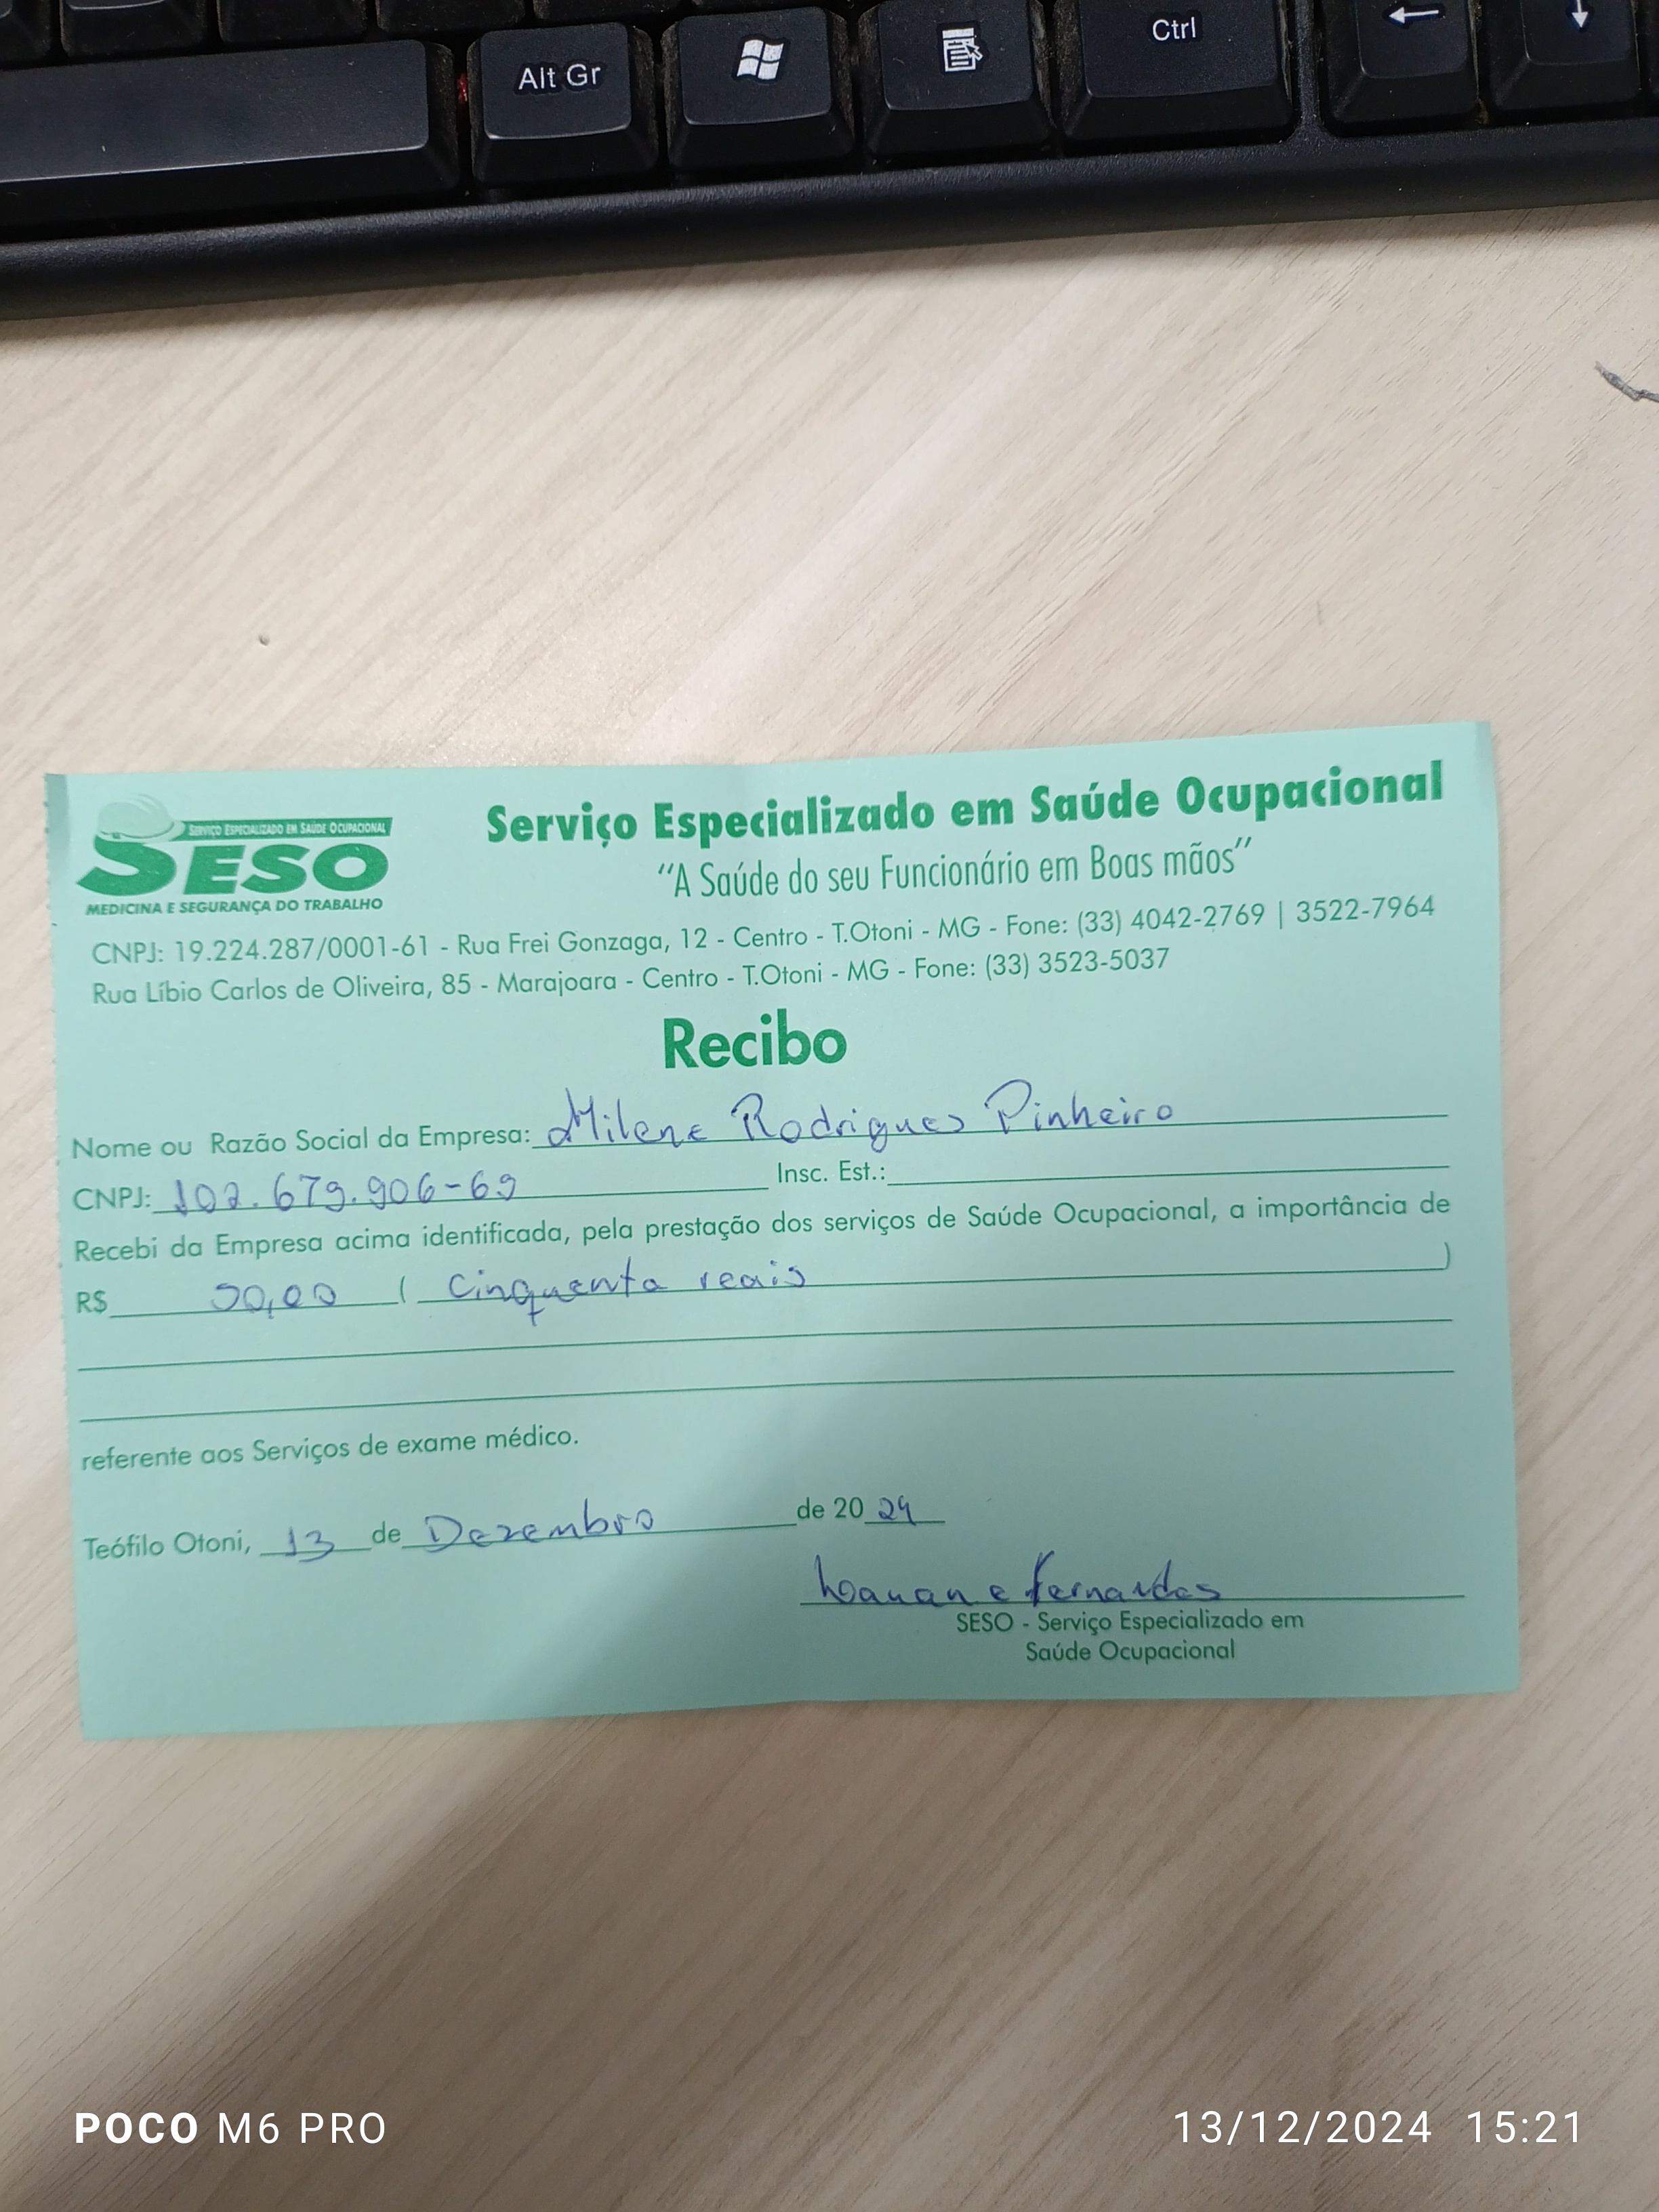 Alt Gr
Ctrl
SERVIÇO ESPECIALIZADO EM SAÚDE OCUPACIONAL
SESO
MEDICINA E SEGURANÇA DO TRABALHO
Serviço Especializado em Saúde Ocupacional
"A Saúde do seu Funcionário em Boas mãos"
CNPJ: 19.224.287/0001-61 - Rua Frei Gonzaga, 12 - Centro - T.Otoni - MG - Fone: (33) 4042-2769 | 3522-7964
Rua Líbio Carlos de Oliveira, 85 - Marajoara - Centro - T.Otoni - MG - Fone: (33) 3523-5037
Recibo
Nome ou Razão Social da Empresa: Milene Rodrigues Pinheiro
CNPJ: 102.679.906-69 Insc. Est.:
Recebi da Empresa acima identificada, pela prestação dos serviços de Saúde Ocupacional, a importância de
R$ 50,00 ( Cinquenta reais )
referente aos Serviços de exame médico.
Teófilo Otoni, 13 de Dezembro de 2024
Fernandes
SESO - Serviço Especializado em
Saúde Ocupacional
POCO M6 PRO
13/12/2024 15:21